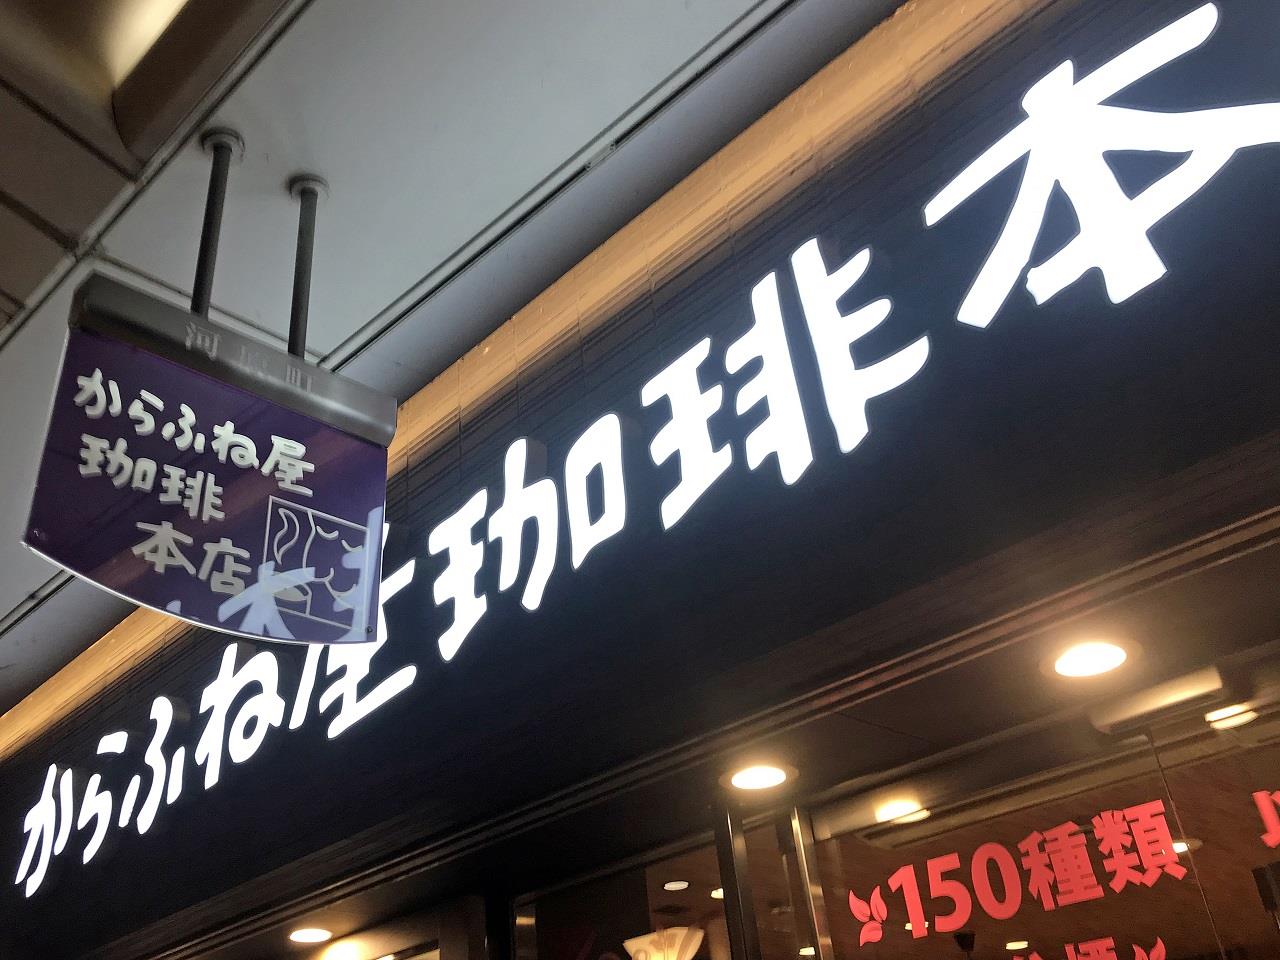 河原町
からふね屋
珈琲
本店
からふね屋珈琲本
150種類